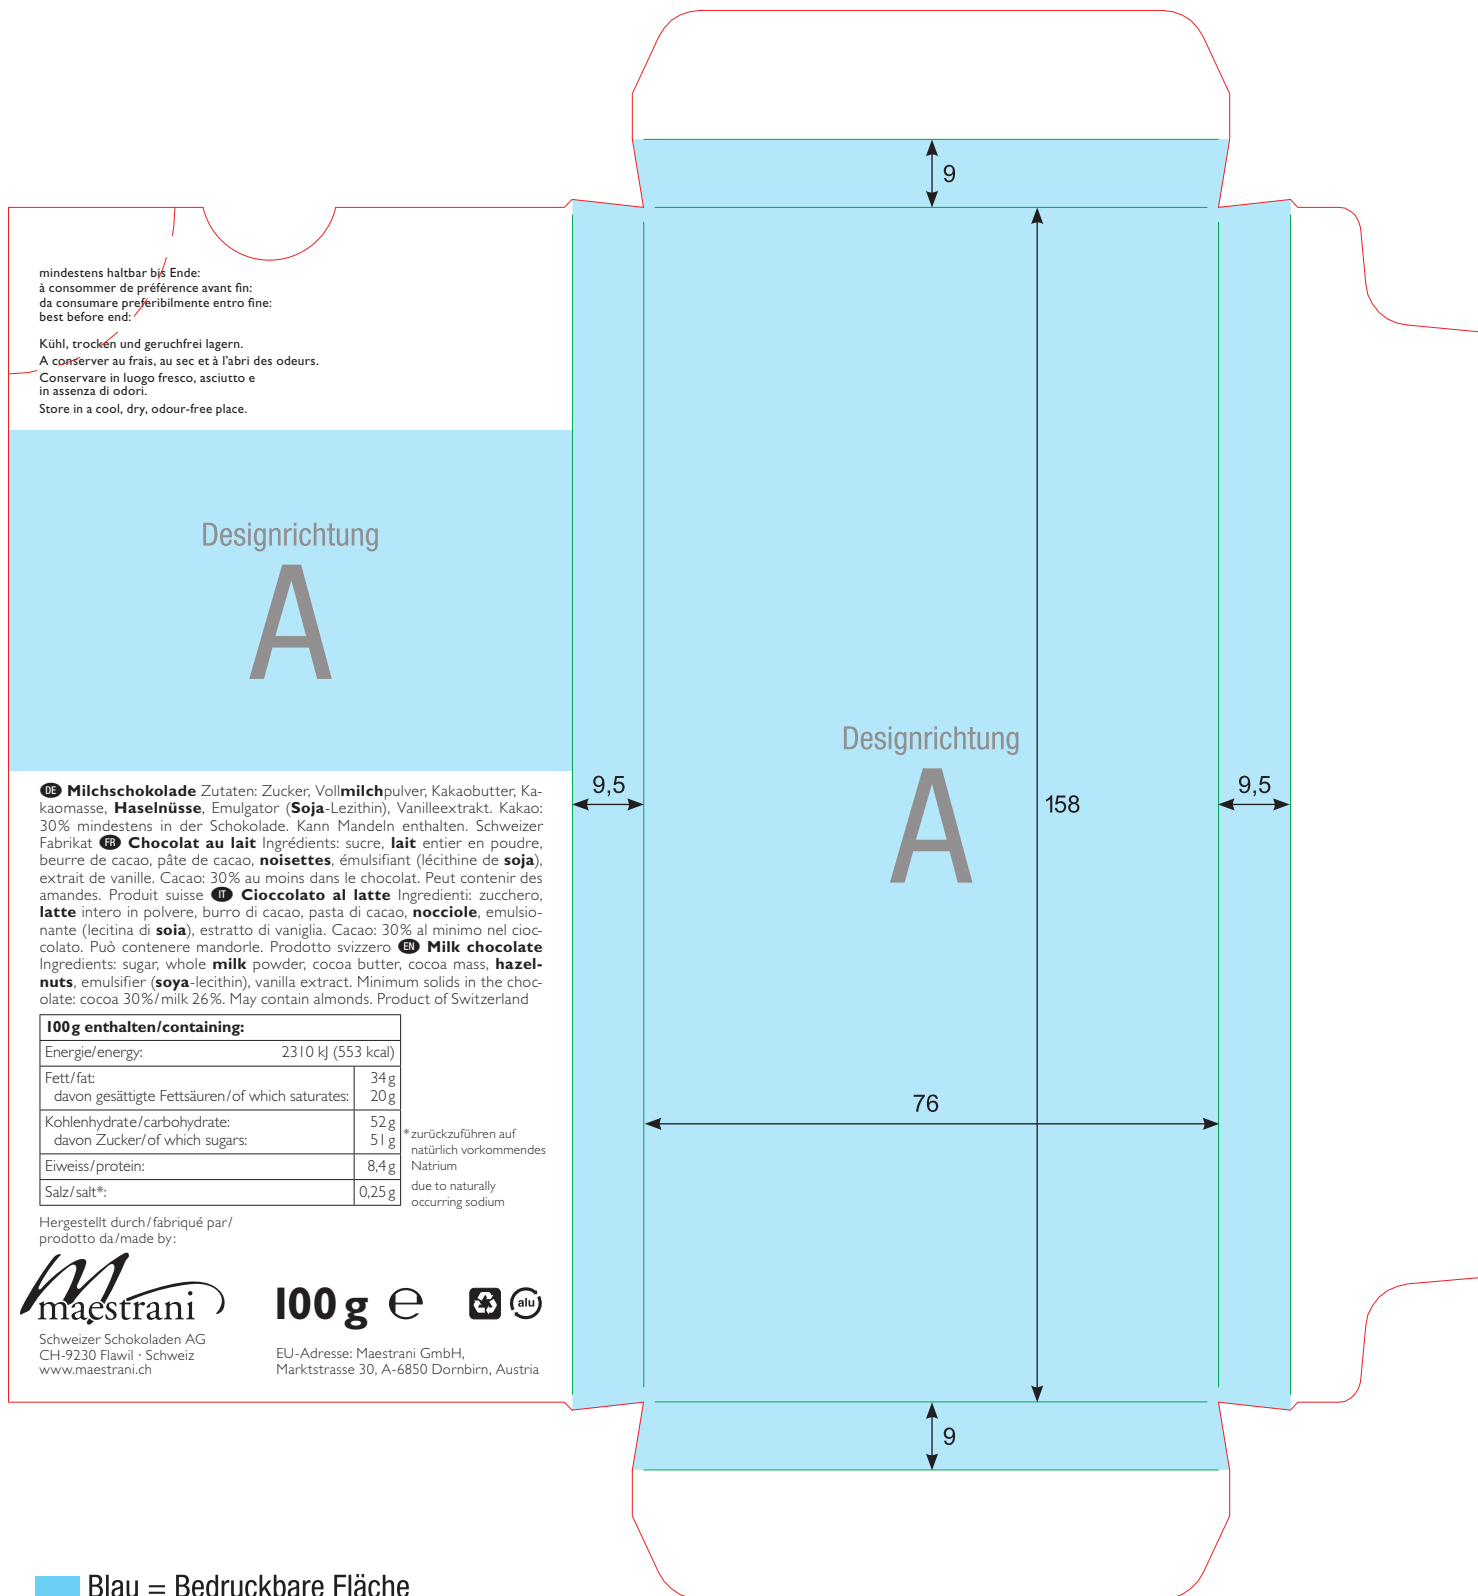 9
mindestens haltbar bis Ende:
à consommer de préférence avant fin:
da consumare preferibilmente entro fine:
best before end:
Kühl, trocken und geruchfrei lagern.
A conserver au frais, au sec et à l'abri des odeurs.
Conservare in luogo fresco, asciutto e
in assenza di odori.
Store in a cool, dry, odour-free place.
Designrichtung
A
DE Milchschokolade Zutaten: Zucker, Vollmilchpulver, Kakaobutter, Ka-
kaomasse, Haselnüsse, Emulgator (Soja-Lezithin), Vanilleextrakt. Kakao:
30% mindestens in der Schokolade. Kann Mandeln enthalten. Schweizer
Fabrikat FR Chocolat au lait Ingrédients: sucre, lait entier en poudre,
beurre de cacao, pâte de cacao, noisettes, émulsifiant (lécithine de soja),
extrait de vanille. Cacao: 30% au moins dans le chocolat. Peut contenir des
amandes. Produit suisse IT Cioccolato al latte Ingredienti: zucchero,
latte intero in polvere, burro di cacao, pasta di cacao, nocciole, emulsio-
nante (lecitina di soia), estratto di vaniglia. Cacao: 30% al minimo nel cioc-
colato. Può contenere mandorle. Prodotto svizzero EN Milk chocolate
Ingredients: sugar, whole milk powder, cocoa butter, cocoa mass, hazel-
nuts, emulsifier (soya-lecithin), vanilla extract. Minimum solids in the choc-
olate: cocoa 30%/milk 26%. May contain almonds. Product of Switzerland
100 g enthalten/containing:
Energie/energy: 2310 kJ (553 kcal)
Fett/fat: 34 g
davon gesättigte Fettsäuren/of which saturates: 20 g
Kohlenhydrate/carbohydrate: 52 g
davon Zucker/of which sugars: 51 g
Eiweiss/protein: 8,4 g
Salz/salt*: 0,25 g
*zurückzuführen auf
natürlich vorkommendes
Natrium
due to naturally
occurring sodium
Hergestellt durch/fabriqué par/
prodotto da/made by:
maestrani
Schweizer Schokoladen AG
CH-9230 Flawil · Schweiz
www.maestrani.ch
100 g ℮
alu
EU-Adresse: Maestrani GmbH,
Marktstrasse 30, A-6850 Dornbirn, Austria
9,5
Designrichtung
A
158
9,5
76
9
Blau = Bedruckbare Fläche